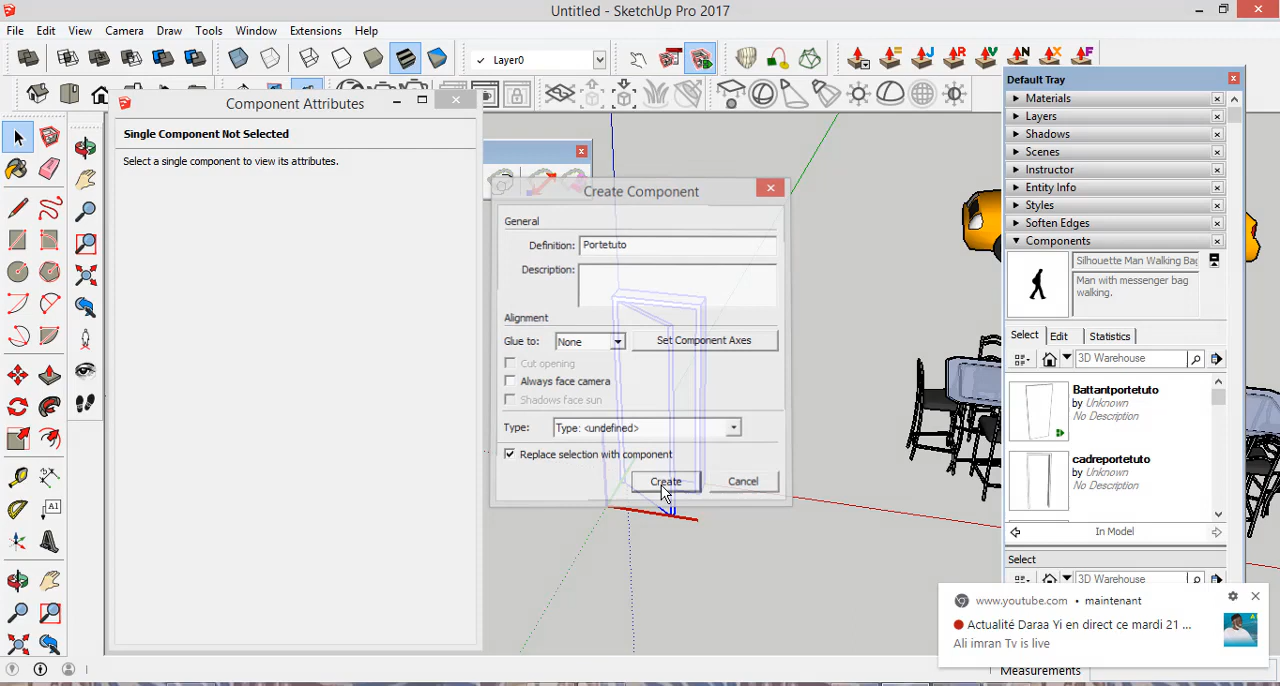 Untitled - SketchUp Pro 2017
File Edit View Camera Draw Tools Window Extensions Help
Layer0
Component Attributes
Single Component Not Selected
Select a single component to view its attributes.
Create Component
General
Definition: Portetuto
Description:
Alignment
Glue to: None Set Component Axes
Cut opening
Always face camera
Shadows face sun
Type: Type: <undefined>
Replace selection with component
Create Cancel
Default Tray
Materials
Layers
Shadows
Scenes
Instructor
Entity Info
Styles
Soften Edges
Components
Silhouette Man Walking Bag
Man with messenger bag
walking.
Select Edit Statistics
3D Warehouse
Battantportetuto
by Unknown
No Description
cadreportetuto
by Unknown
No Description
In Model
Select
3D Warehouse
www.youtube.com • maintenant
Actualité Daraa Yi en direct ce mardi 21 ...
Ali imran Tv is live
Measurements